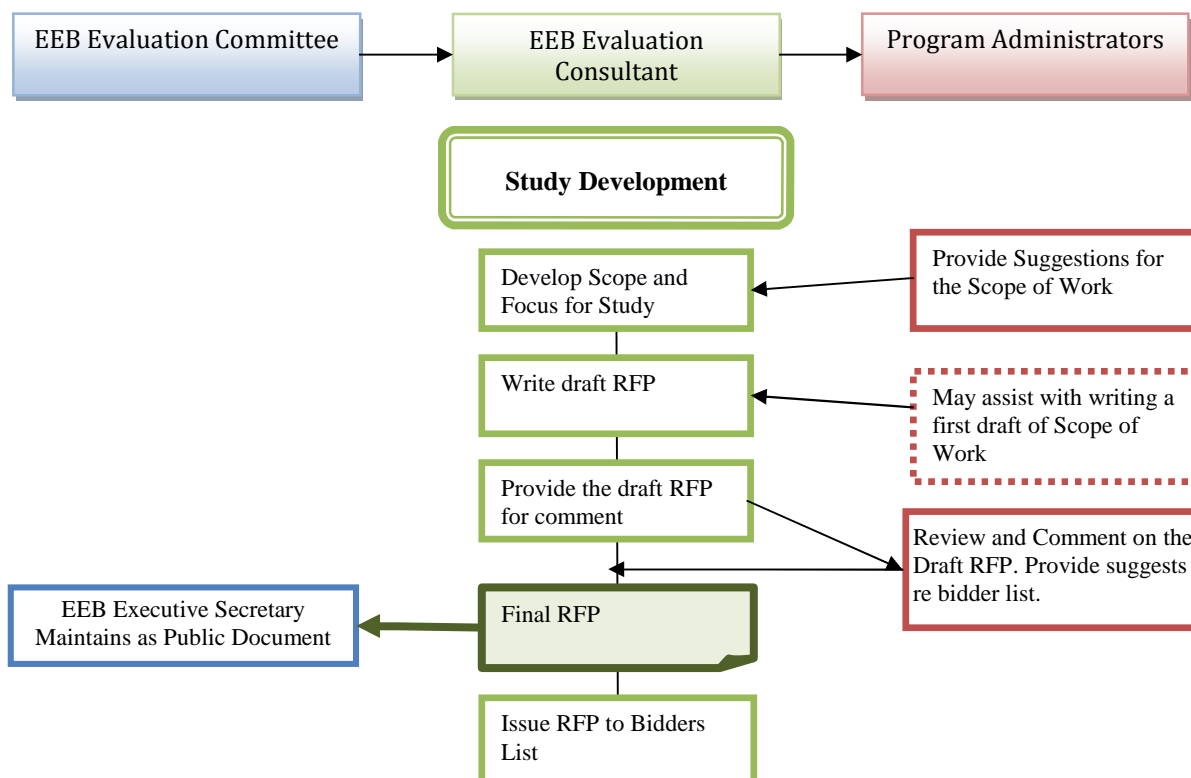 EEB Evaluation Committee
EEB Evaluation
Consultant
Program Administrators
Study Development
Develop Scope and
Focus for Study
Provide Suggestions for
the Scope of Work
Write draft RFP
May assist with writing a
first draft of Scope of
Work
Provide the draft RFP
for comment
Review and Comment on the
Draft RFP. Provide suggests
re bidder list.
EEB Executive Secretary
Maintains as Public Document
Final RFP
Issue RFP to Bidders
List